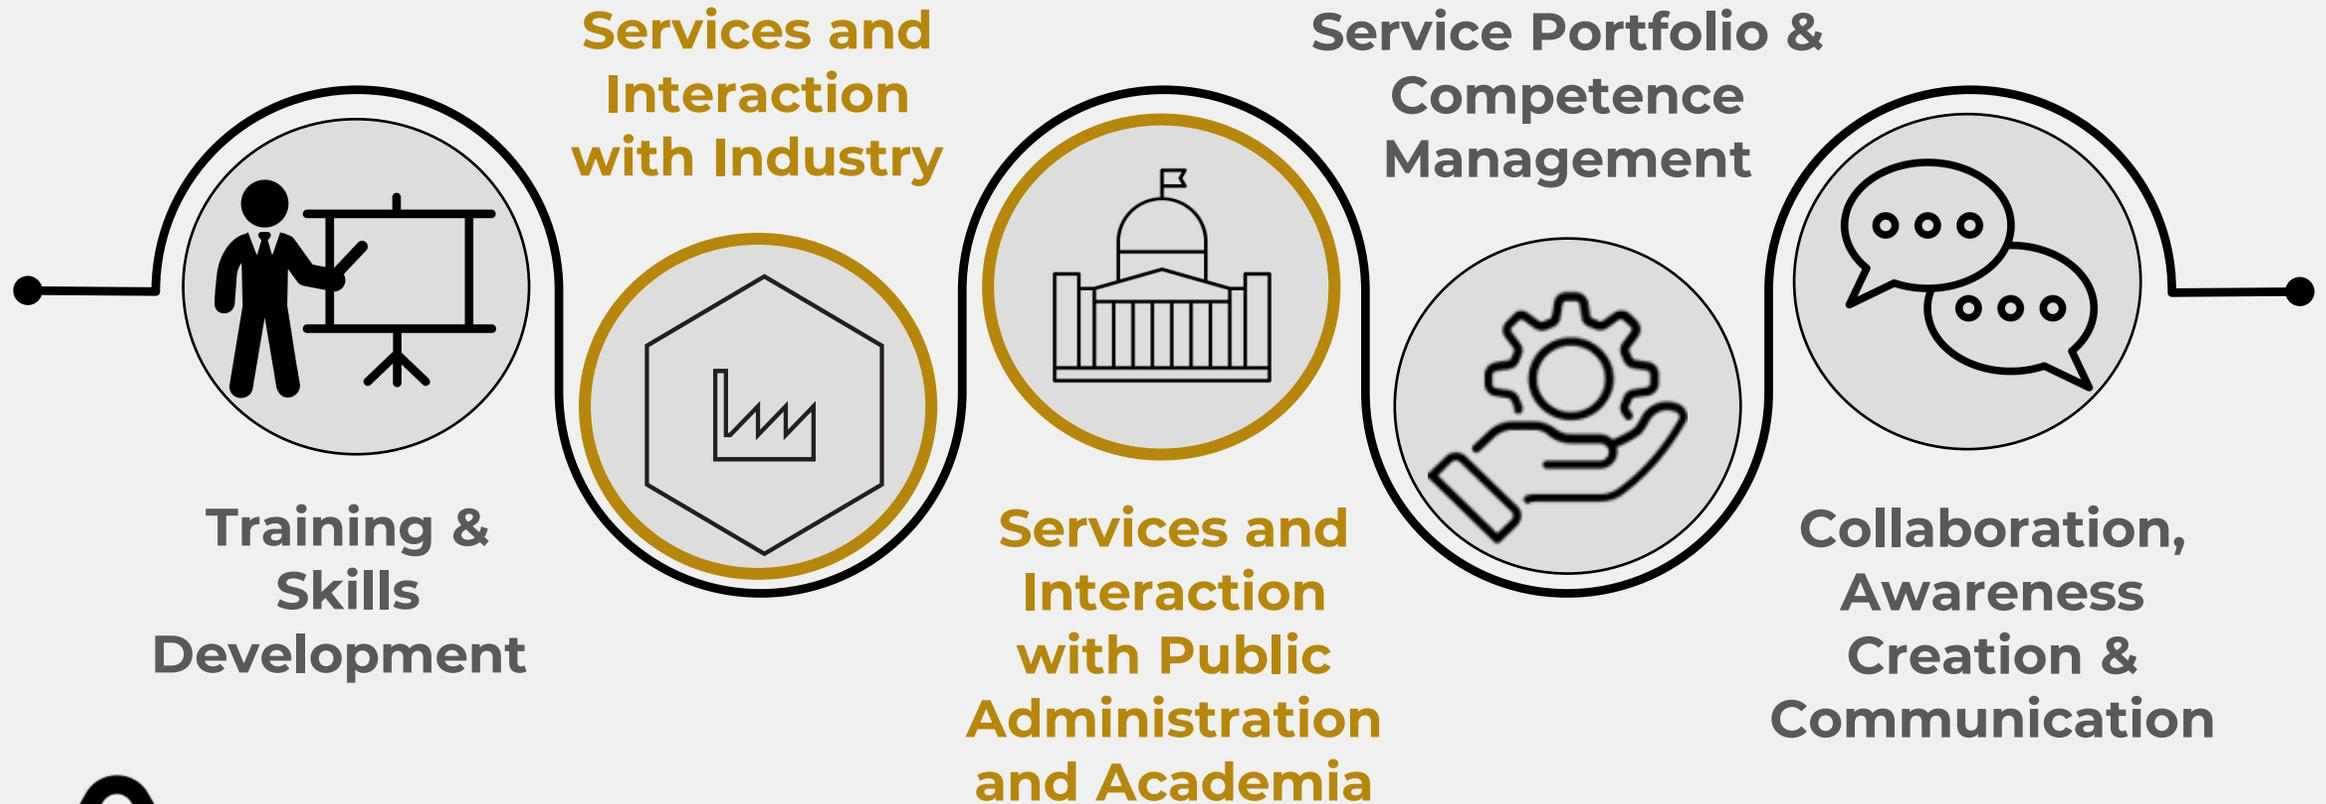 Training &
Skills
Development
Services and
Interaction
with Industry
Services and
Interaction
with Public
Administration
and Academia
Service Portfolio &
Competence
Management
Collaboration,
Awareness
Creation &
Communication